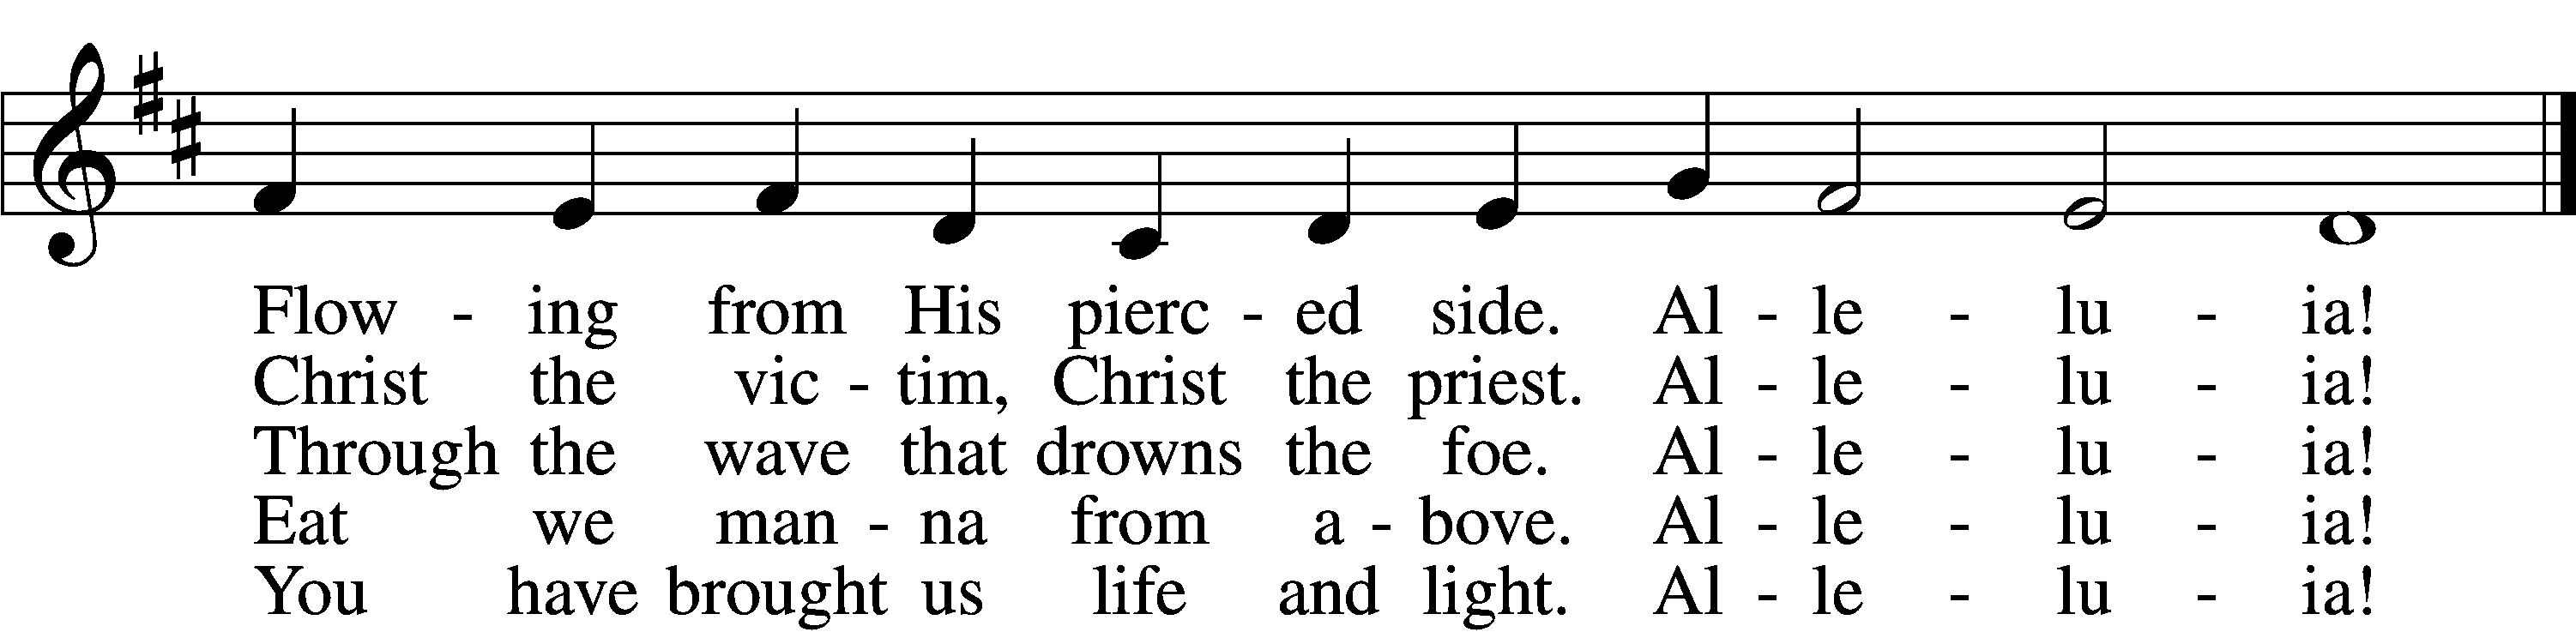 Flow - ing from His pierc - ed side. Al - le - lu - ia!
Christ the vic - tim, Christ the priest. Al - le - lu - ia!
Through the wave that drowns the foe. Al - le - lu - ia!
Eat we man - na from a - bove. Al - le - lu - ia!
You have brought us life and light. Al - le - lu - ia!